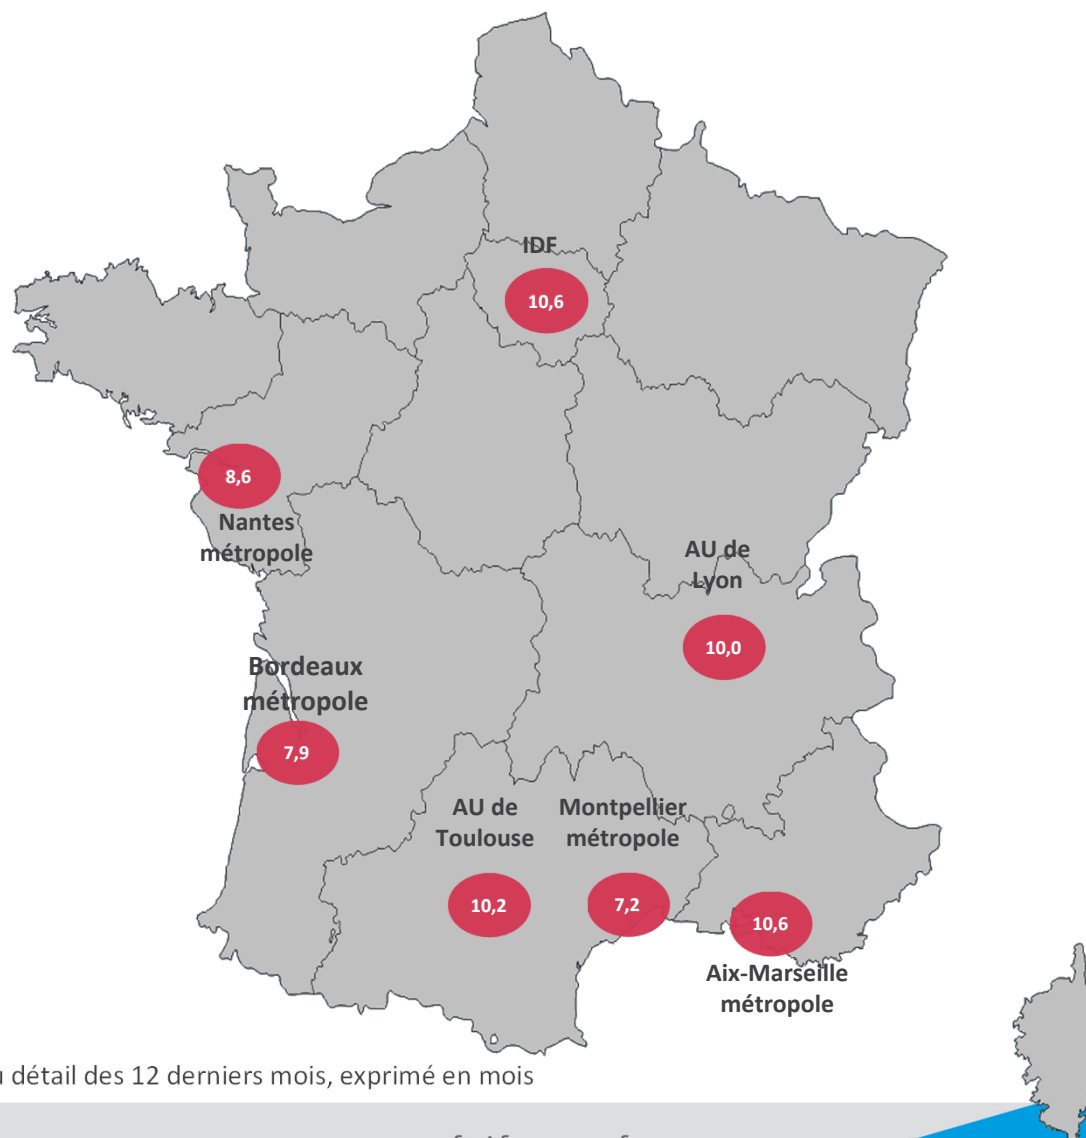 IDF
10,6
8,6
Nantes
métropole
AU de
Lyon
10,0
Bordeaux
métropole
7,9
AU de
Toulouse
10,2
Montpellier
métropole
7,2
10,6
Aix-Marseille
métropole
détail des 12 derniers mois, exprimé en mois